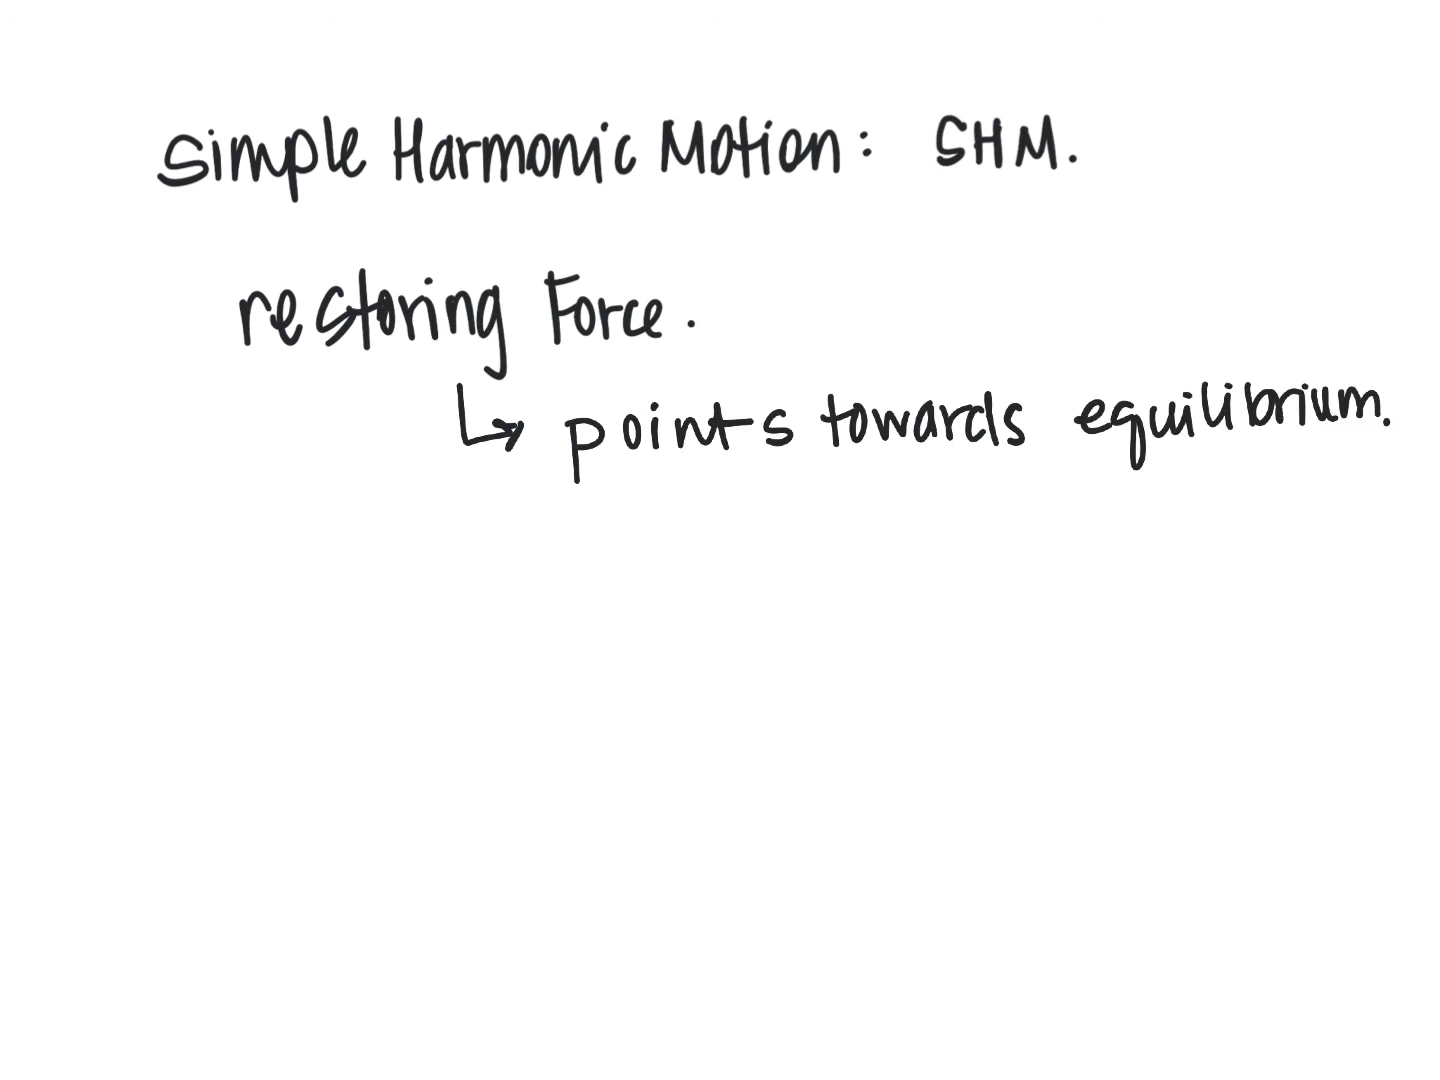 Simple Harmonic Motion: SHM.
restoring Force.
↳ points towards equilibrium.